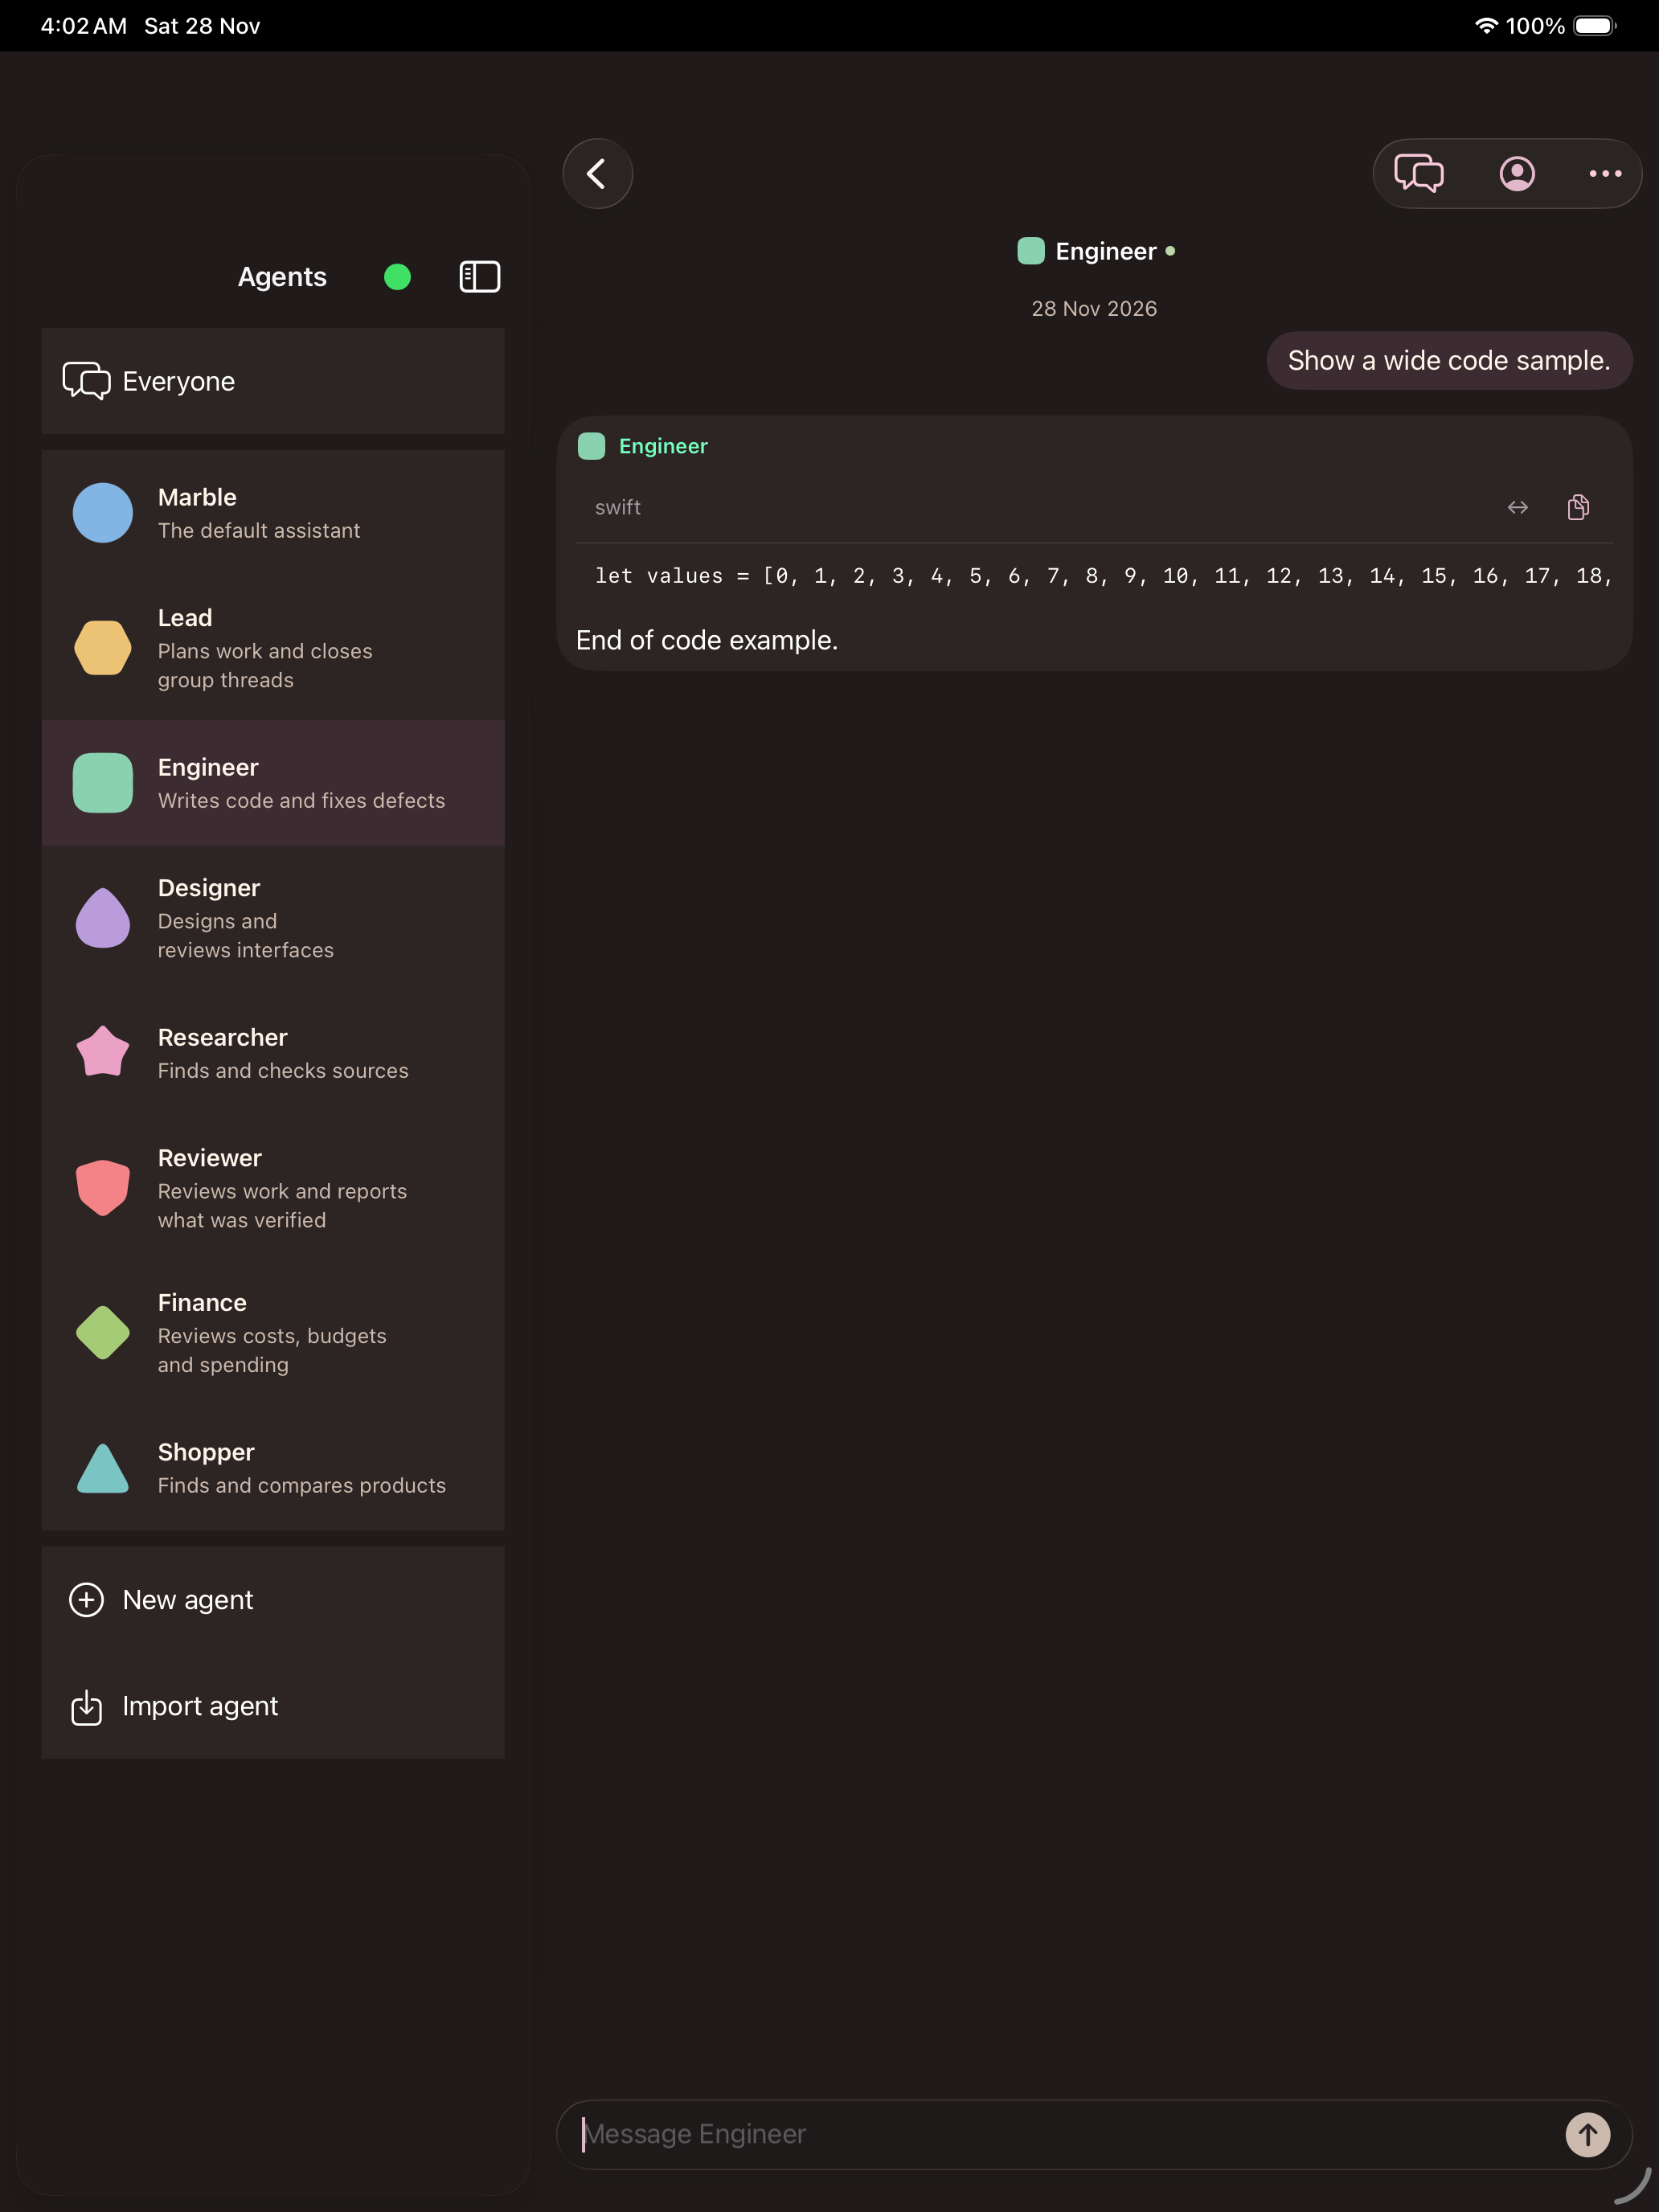 4:02 AM Sat 28 Nov
100%
Agents
Everyone
Marble
The default assistant
Lead
Plans work and closes
group threads
Engineer
Writes code and fixes defects
Designer
Designs and
reviews interfaces
Researcher
Finds and checks sources
Reviewer
Reviews work and reports
what was verified
Finance
Reviews costs, budgets
and spending
Shopper
Finds and compares products
New agent
Import agent
Engineer
28 Nov 2026
Show a wide code sample.
Engineer
swift
let values = [0, 1, 2, 3, 4, 5, 6, 7, 8, 9, 10, 11, 12, 13, 14, 15, 16, 17, 18,
End of code example.
Message Engineer